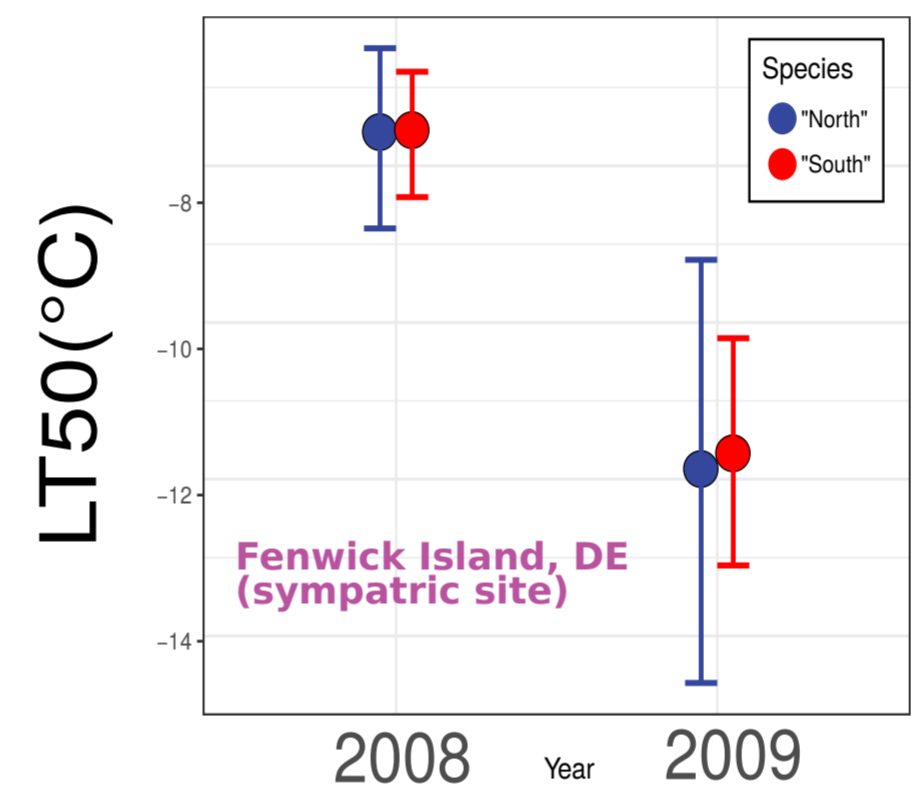 LT50(°C)
−8
−10
−12
−14
Species
"North"
"South"
Fenwick Island, DE
(sympatric site)
2008
Year
2009